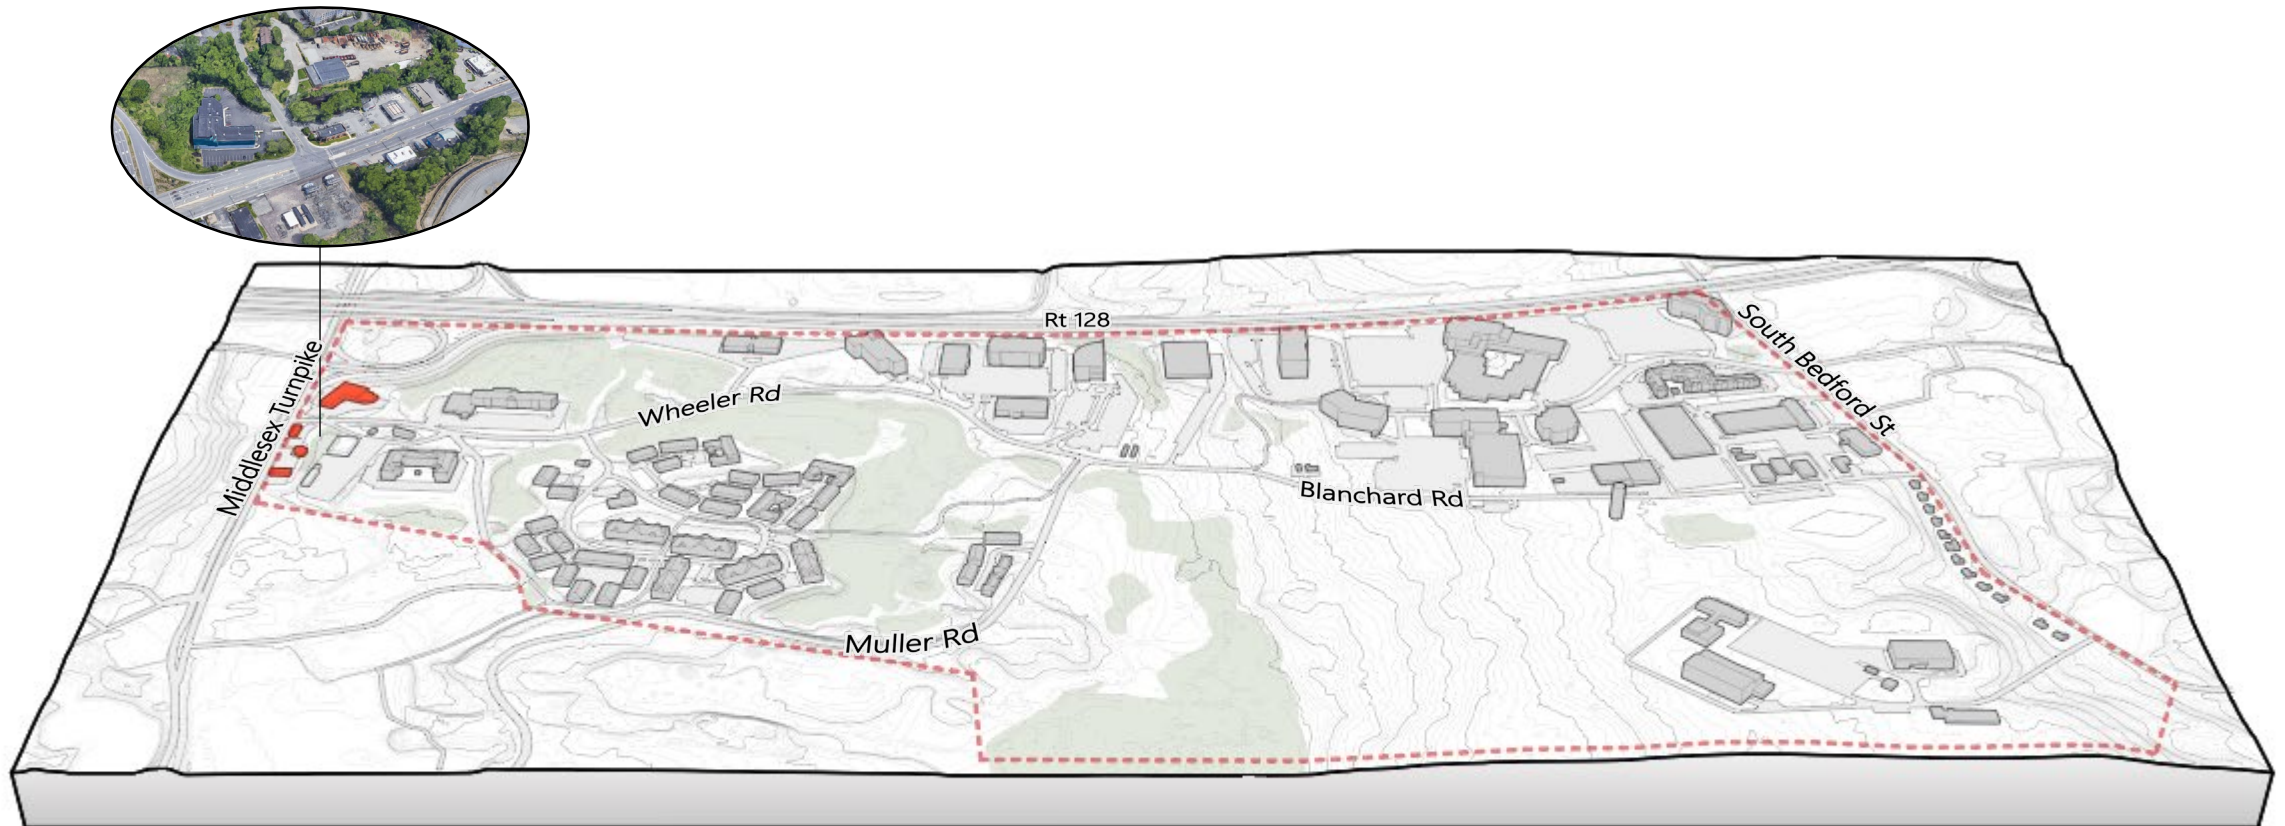 Rt 128
South Bedford St
Middlesex Turnpike
Wheeler Rd
Blanchard Rd
Muller Rd